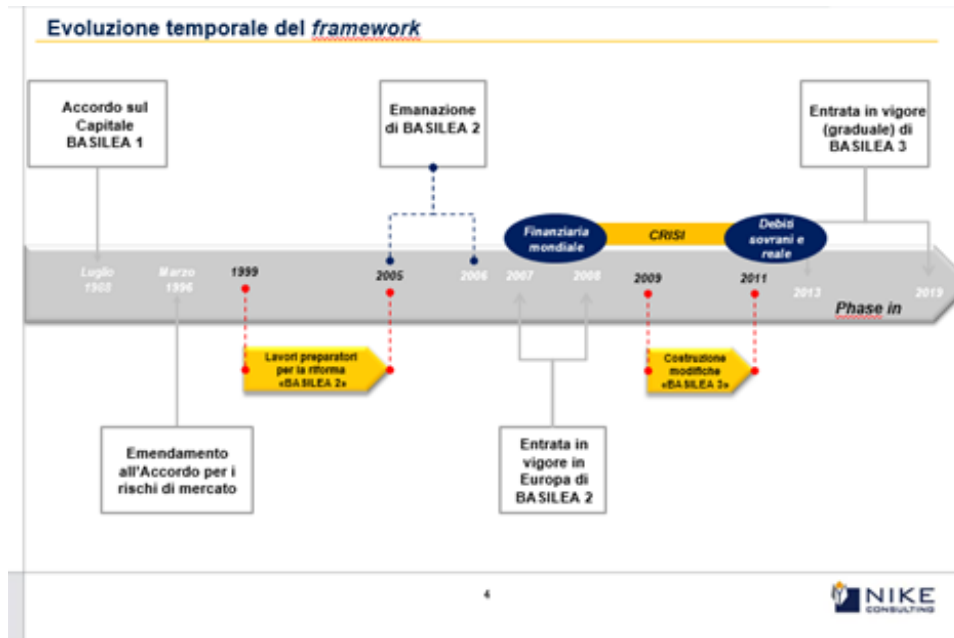 Evoluzione temporale del framework
Accordo sul
Capitale
BASILEA 1
Emanazione
di BASILEA 2
Entrata in vigore
(graduale) di
BASILEA 3
Finanziaria
mondiale
CRISI
Debiti
sovrani e
reale
Luglio
1988
Marzo
1996
1999
2005
2006
2007
2008
2009
2011
2013
2019
Phase in
Lavori preparatori
per la riforma
«BASILEA 2»
Costruzione
modifiche
«BASILEA 3»
Emendamento
all'Accordo per i
rischi di mercato
Entrata in
vigore in
Europa di
BASILEA 2
4
NIKE
CONSULTING